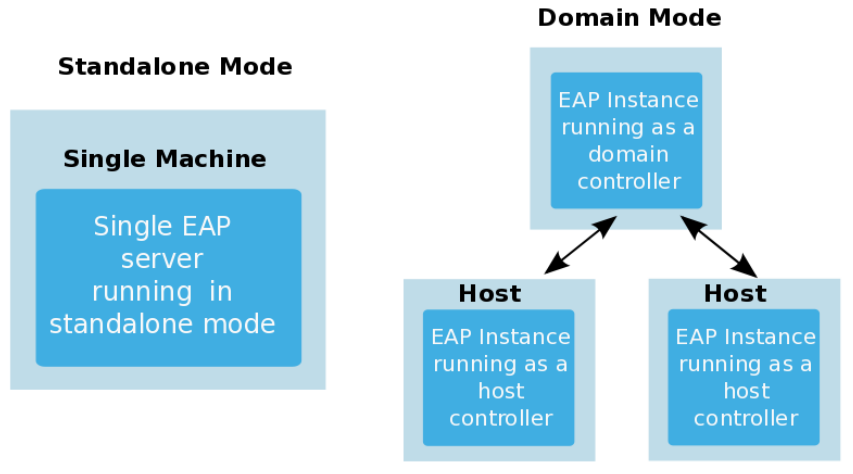 Standalone Mode
Single Machine
Single EAP
server
running in
standalone mode
Domain Mode
EAP Instance
running as a
domain
controller
Host
EAP Instance
running as a
host
controller
Host
EAP Instance
running as a
host
controller